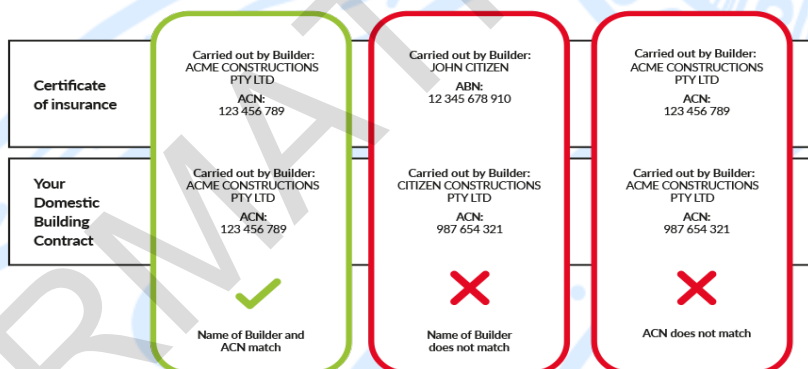 Certificate
of insurance
Carried out by Builder:
ACME CONSTRUCTIONS
PTY LTD
ACN:
123 456 789
Carried out by Builder:
JOHN CITIZEN
ABN:
12 345 678 910
Carried out by Builder:
ACME CONSTRUCTIONS
PTY LTD
ACN:
123 456 789
Your
Domestic
Building
Contract
Carried out by Builder:
ACME CONSTRUCTIONS
PTY LTD
ACN:
123 456 789
Carried out by Builder:
CITIZEN CONSTRUCTIONS
PTY LTD
ACN:
987 654 321
Carried out by Builder:
ACME CONSTRUCTIONS
PTY LTD
ACN:
987 654 321
Name of Builder and
ACN match
Name of Builder
does not match
ACN does not match
RMAT